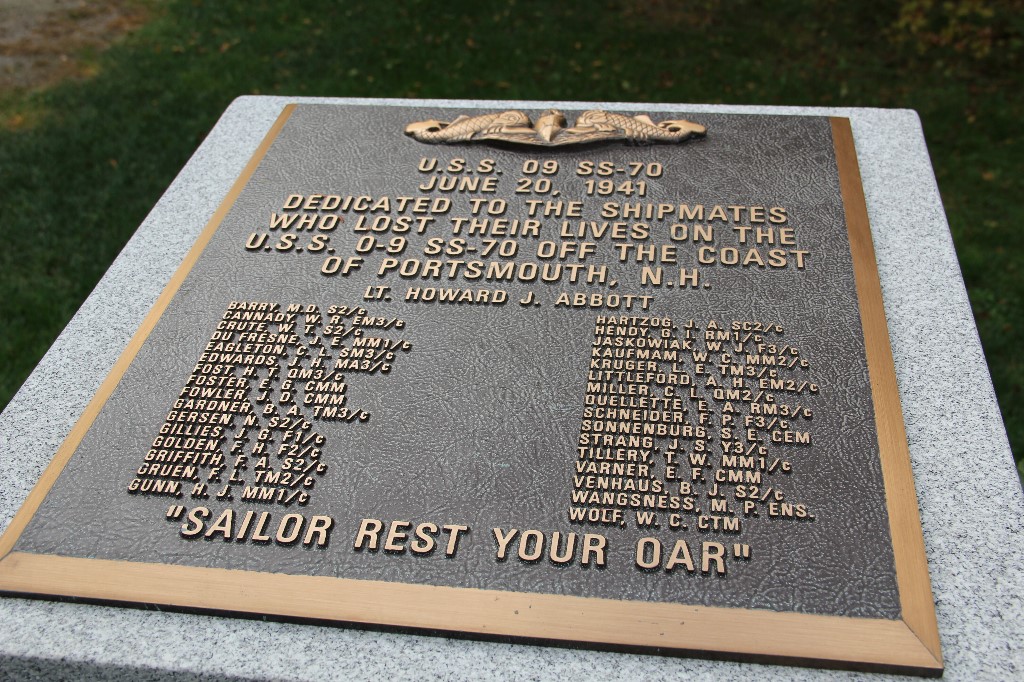 U.S.S. 09 SS-70
JUNE 20, 1941
DEDICATED TO THE SHIPMATES
WHO LOST THEIR LIVES ON THE
U.S.S. 0-9 SS-70 OFF THE COAST
OF PORTSMOUTH, N.H.
LT. HOWARD J. ABBOTT
BARRY, M.D. S2/c
CANNADY W. R. EM3/c
CRUTE, W. T. S2/c
DU FRESNE, J. E. MM1/c
EAGLETON, C. L. SM3/c
EDWARDS, J. H. MA3/c
FOST, H. T. QM3/c
FOSTER, E. G. CMM
FOWLER, J. D. CMM
GARDNER, B. A. TM3/c
GERSEN, N. S2/c
GILLIES, J. G. F1/c
GOLDEN, F. H. F2/c
GRIFFITH, F. A. S2/c
GRUEN, F. L. TM2/c
GUNN, H. J. MM1/c
HARTZOG, J. A. SC2/c
HENDY, G. I. RM1/c
JASKOWIAK, W. J. F3/c
KAUFMAM, W. C. MM2/c
KRUGER, L. E. TM3/c
LITTLEFORD, A. H. EM2/c
MILLER, C. L. QM2/c
OUELLETTE, E. A. RM3/c
SCHNEIDER, F. P. F3/c
SONNENBURG, S. E. CEM
STRANG, J. S. Y3/c
TILLERY, T. W. MM1/c
VARNER, E. F. CMM
VENHAUS, B. J. S2/c
WANGSNESS, M. P. ENS.
WOLF, W. C. CTM
"SAILOR REST YOUR OAR"